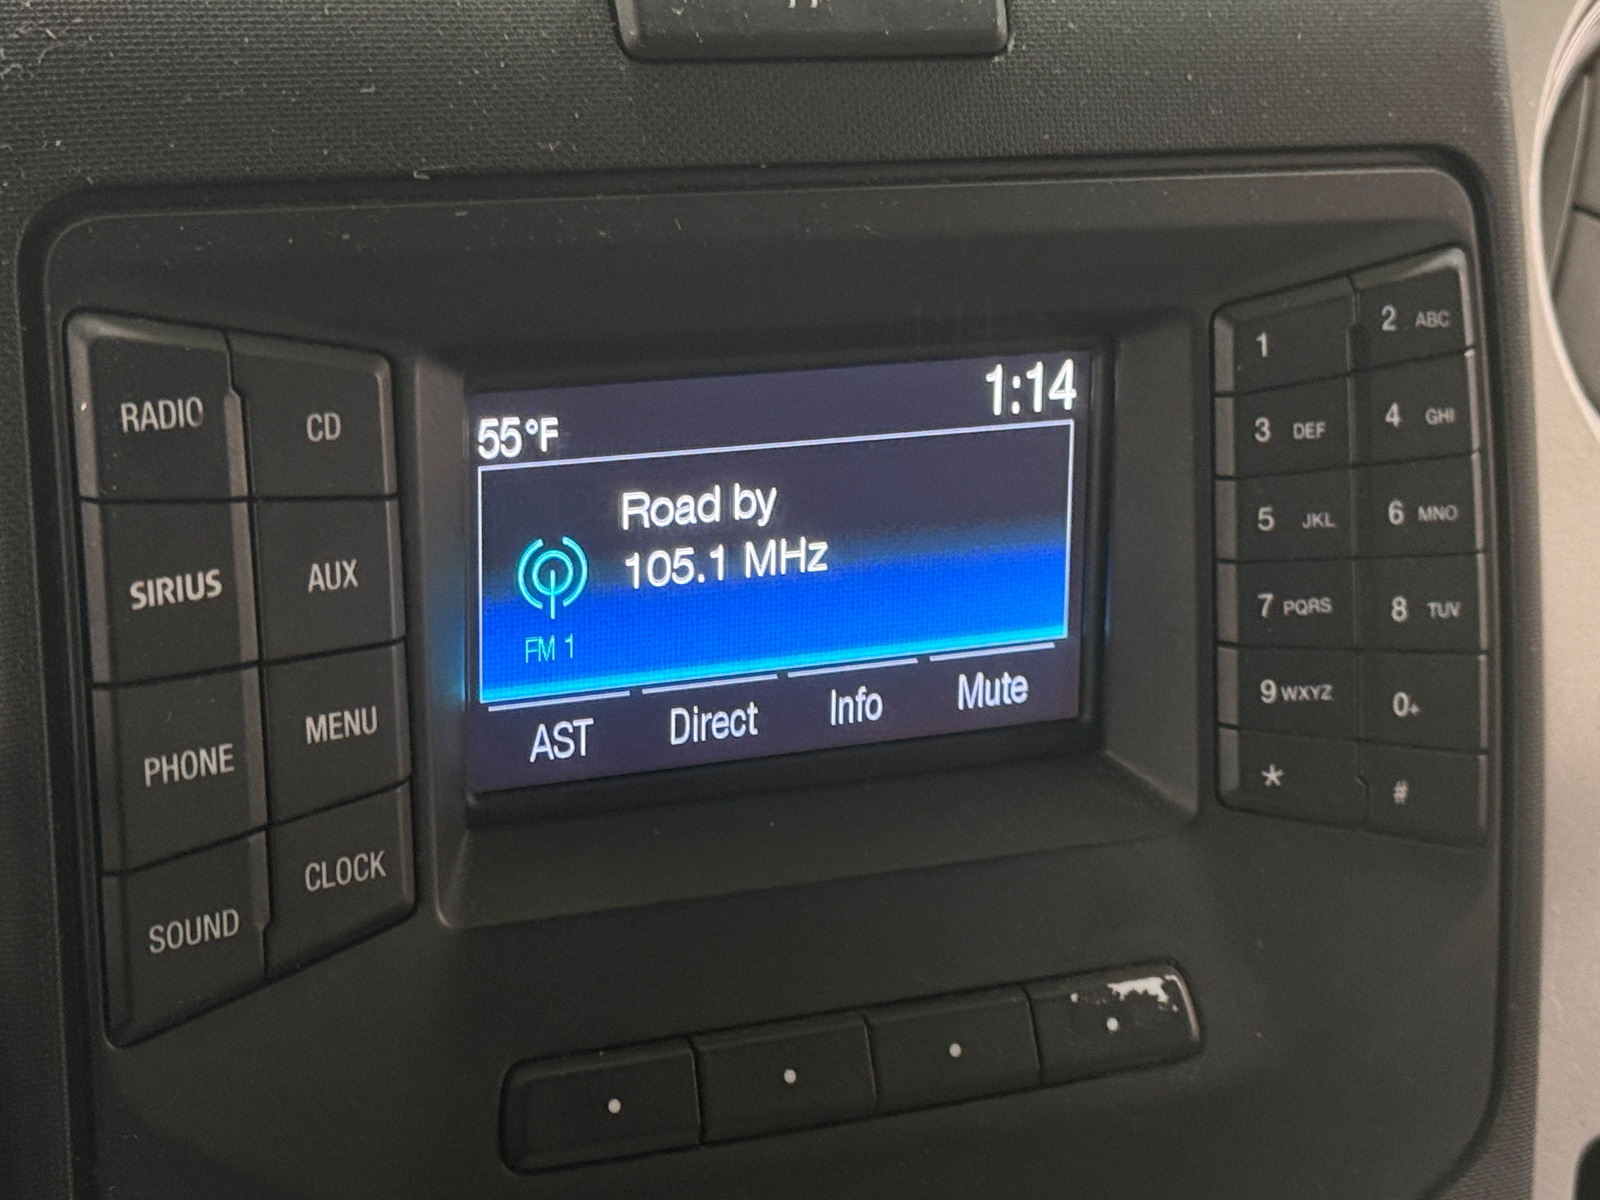 1:14
55°F
Road by
105.1 MHz
FM 1
AST Direct Info Mute
RADIO CD
SIRIUS AUX
PHONE MENU
SOUND CLOCK
1 2 ABC
3 DEF 4 GHI
5 JKL 6 MNO
7 PQRS 8 TUV
9 WXYZ 0+
* #